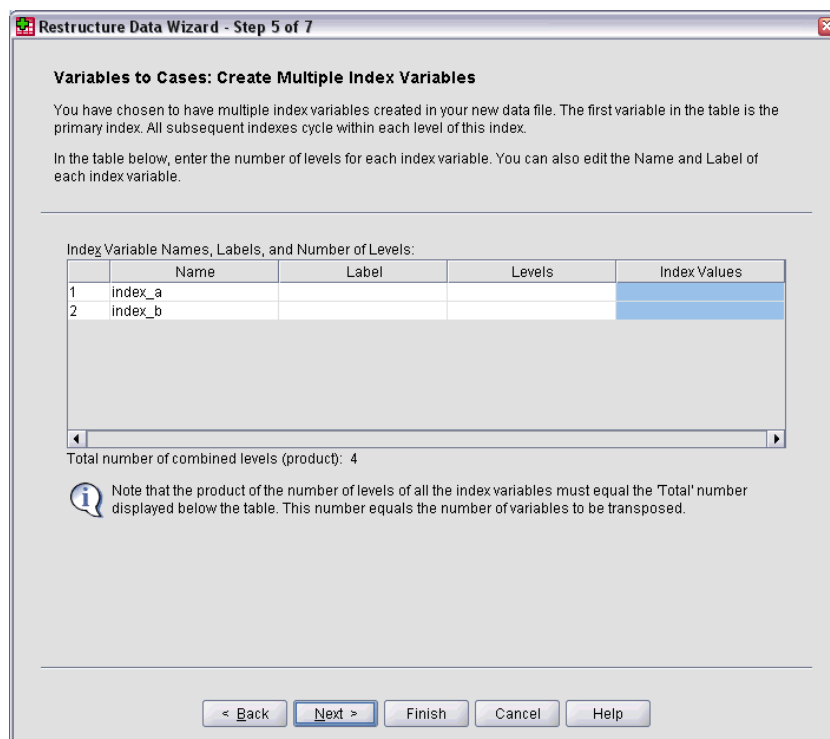 Restructure Data Wizard - Step 5 of 7
Variables to Cases: Create Multiple Index Variables
You have chosen to have multiple index variables created in your new data file. The first variable in the table is the
primary index. All subsequent indexes cycle within each level of this index.
In the table below, enter the number of levels for each index variable. You can also edit the Name and Label of
each index variable.
Index Variable Names, Labels, and Number of Levels:
Name Label Levels Index Values
1 index_a
2 index_b
Total number of combined levels (product): 4
Note that the product of the number of levels of all the index variables must equal the 'Total' number
displayed below the table. This number equals the number of variables to be transposed.
< Back Next > Finish Cancel Help